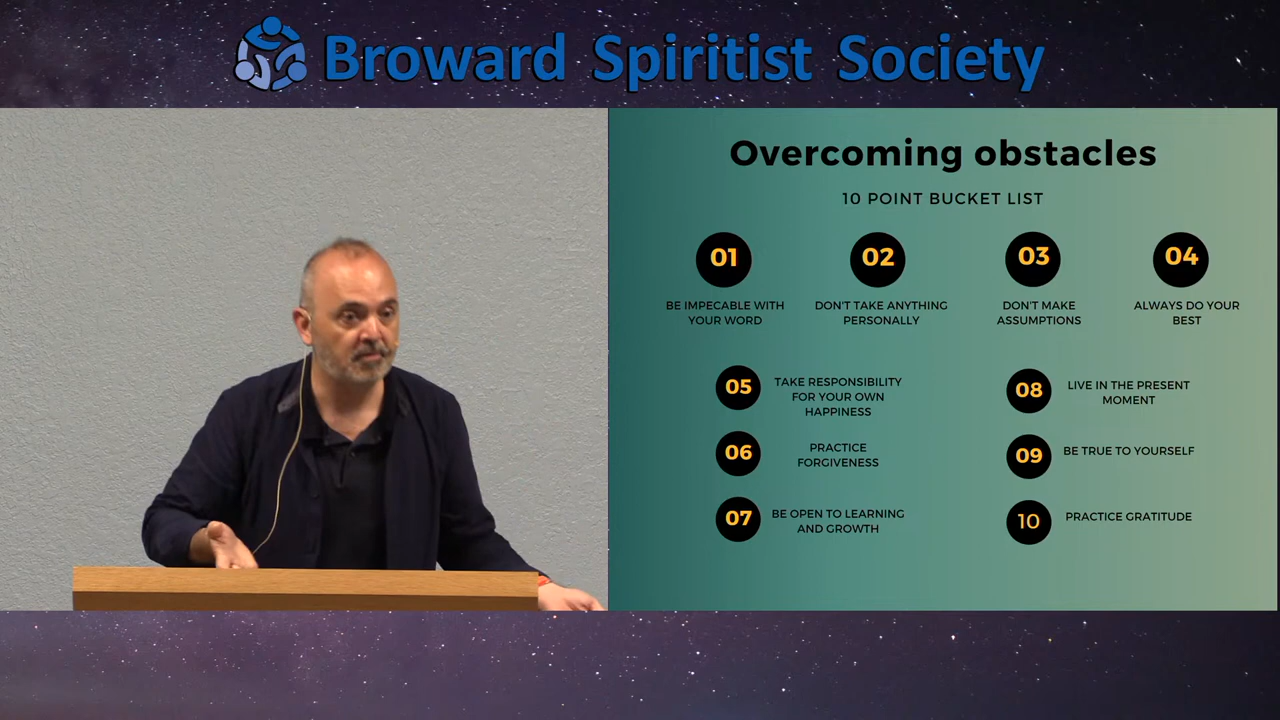 Broward Spiritist Society
Overcoming obstacles
10 POINT BUCKET LIST
01
BE IMPECABLE WITH
YOUR WORD
02
DON'T TAKE ANYTHING
PERSONALLY
03
DON'T MAKE
ASSUMPTIONS
04
ALWAYS DO YOUR
BEST
05
TAKE RESPONSIBILITY
FOR YOUR OWN
HAPPINESS
06
PRACTICE
FORGIVENESS
07
BE OPEN TO LEARNING
AND GROWTH
08
LIVE IN THE PRESENT
MOMENT
09
BE TRUE TO YOURSELF
10
PRACTICE GRATITUDE